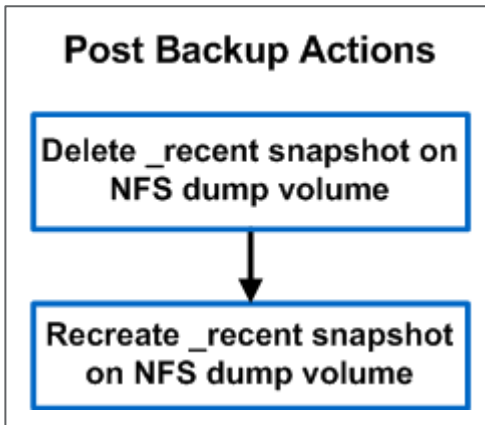 Post Backup Actions
Delete _recent snapshot on
NFS dump volume
Recreate _recent snapshot
on NFS dump volume